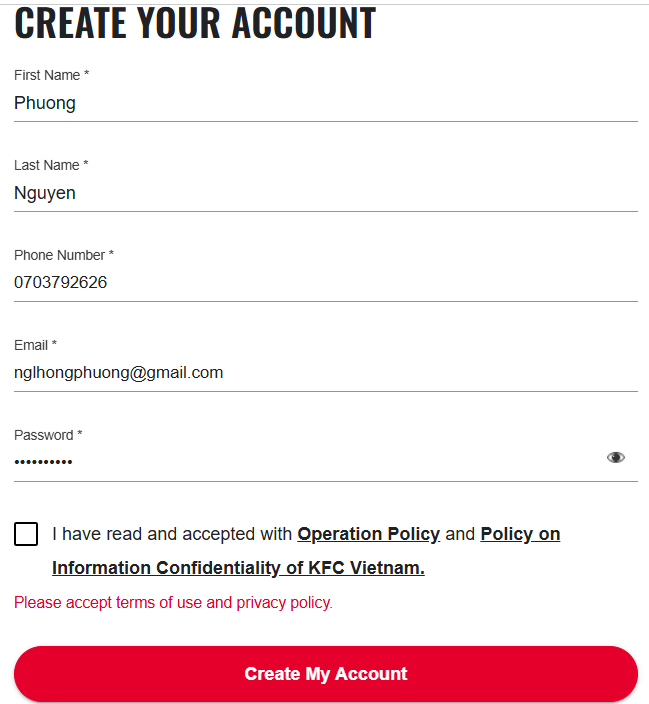 CREATE YOUR ACCOUNT
First Name *
Phuong
Last Name *
Nguyen
Phone Number *
0703792626
Email *
nglhongphuong@gmail.com
Password *
••••••••••
I have read and accepted with Operation Policy and Policy on
Information Confidentiality of KFC Vietnam.
Please accept terms of use and privacy policy.
Create My Account